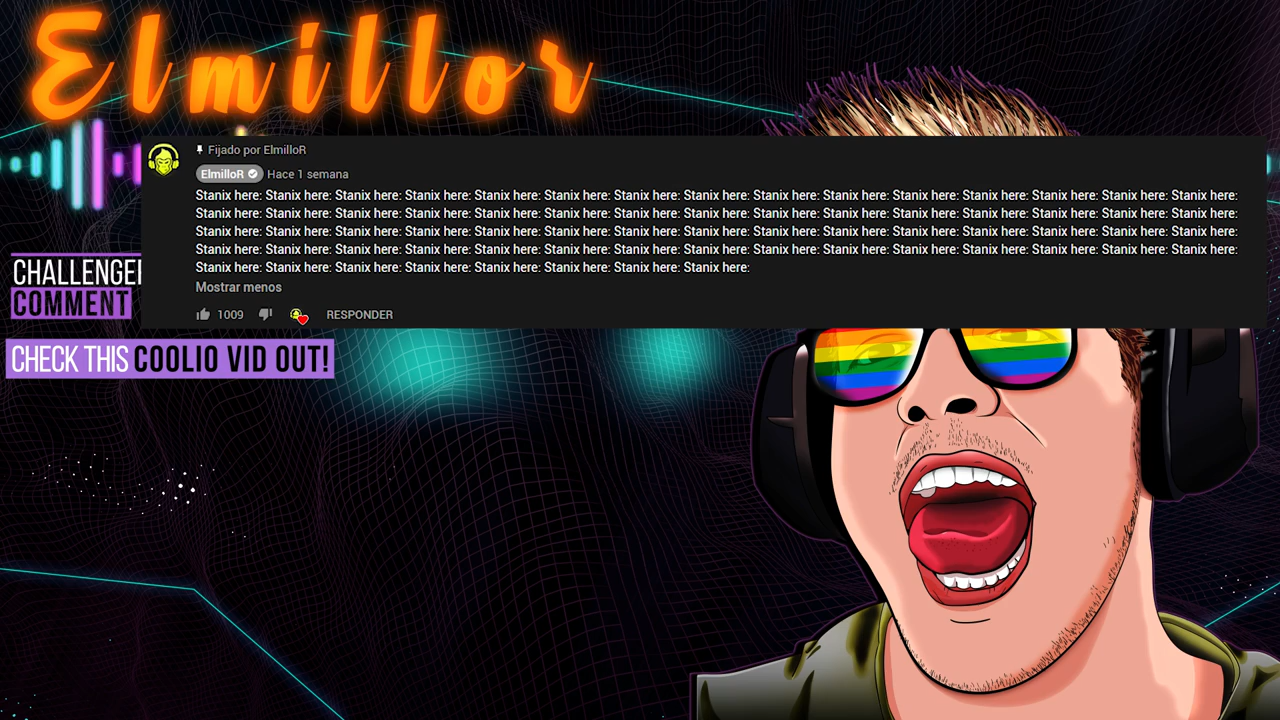 Elmillor
Fijado por ElmilloR
ElmilloR Hace 1 semana
Stanix here: Stanix here: Stanix here: Stanix here: Stanix here: Stanix here: Stanix here: Stanix here: Stanix here: Stanix here: Stanix here: Stanix here: Stanix here: Stanix here: Stanix here:
Stanix here: Stanix here: Stanix here: Stanix here: Stanix here: Stanix here: Stanix here: Stanix here: Stanix here: Stanix here: Stanix here: Stanix here: Stanix here: Stanix here: Stanix here:
Stanix here: Stanix here: Stanix here: Stanix here: Stanix here: Stanix here: Stanix here: Stanix here: Stanix here: Stanix here: Stanix here: Stanix here: Stanix here: Stanix here: Stanix here:
Stanix here: Stanix here: Stanix here: Stanix here: Stanix here: Stanix here: Stanix here: Stanix here: Stanix here: Stanix here: Stanix here: Stanix here: Stanix here: Stanix here: Stanix here:
Stanix here: Stanix here: Stanix here: Stanix here: Stanix here: Stanix here: Stanix here: Stanix here:
Mostrar menos
1009 RESPONDER
CHALLENGER
COMMENT
CHECK THIS COOLIO VID OUT!